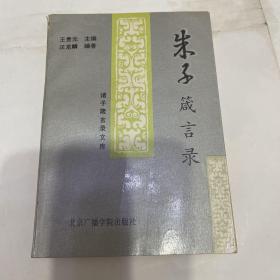 王贵元 主编
汪龙麟 编著
朱子
箴言录
诸子箴言录文库
北京广播学院出版社